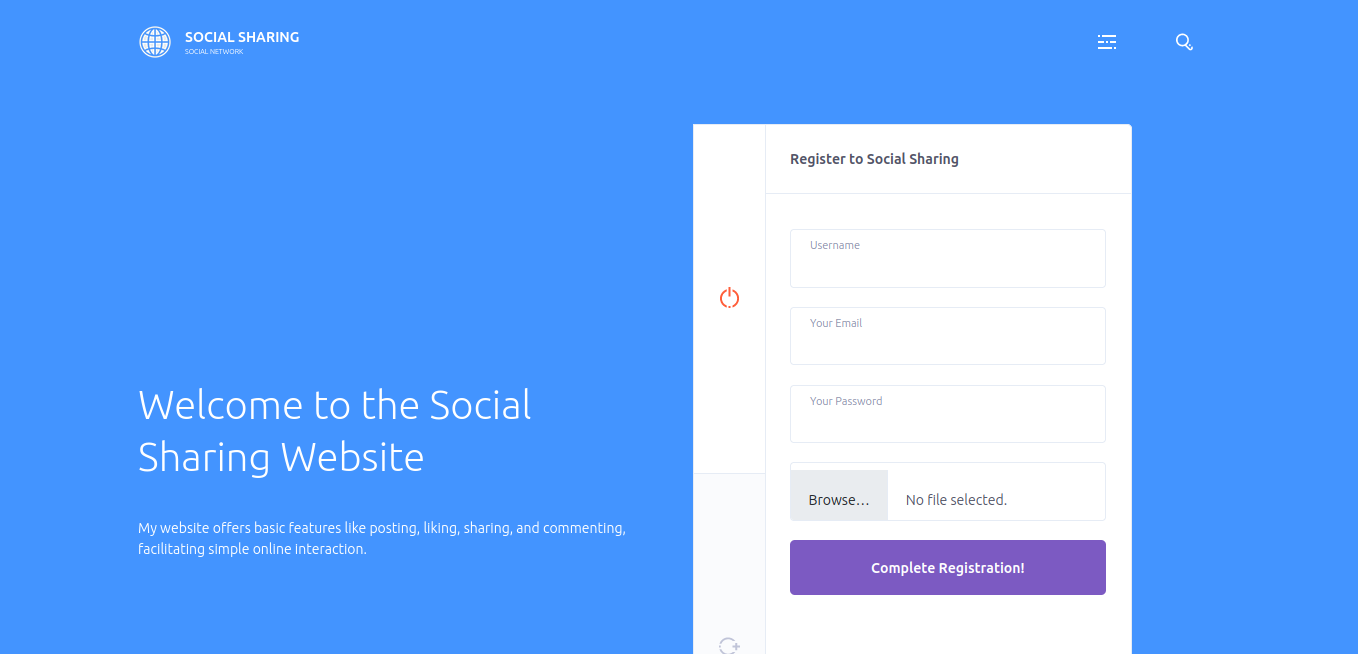 SOCIAL SHARING
SOCIAL NETWORK
Register to Social Sharing
Username
Your Email
Your Password
Browse… No file selected.
Complete Registration!
Welcome to the Social
Sharing Website
My website offers basic features like posting, liking, sharing, and commenting,
facilitating simple online interaction.